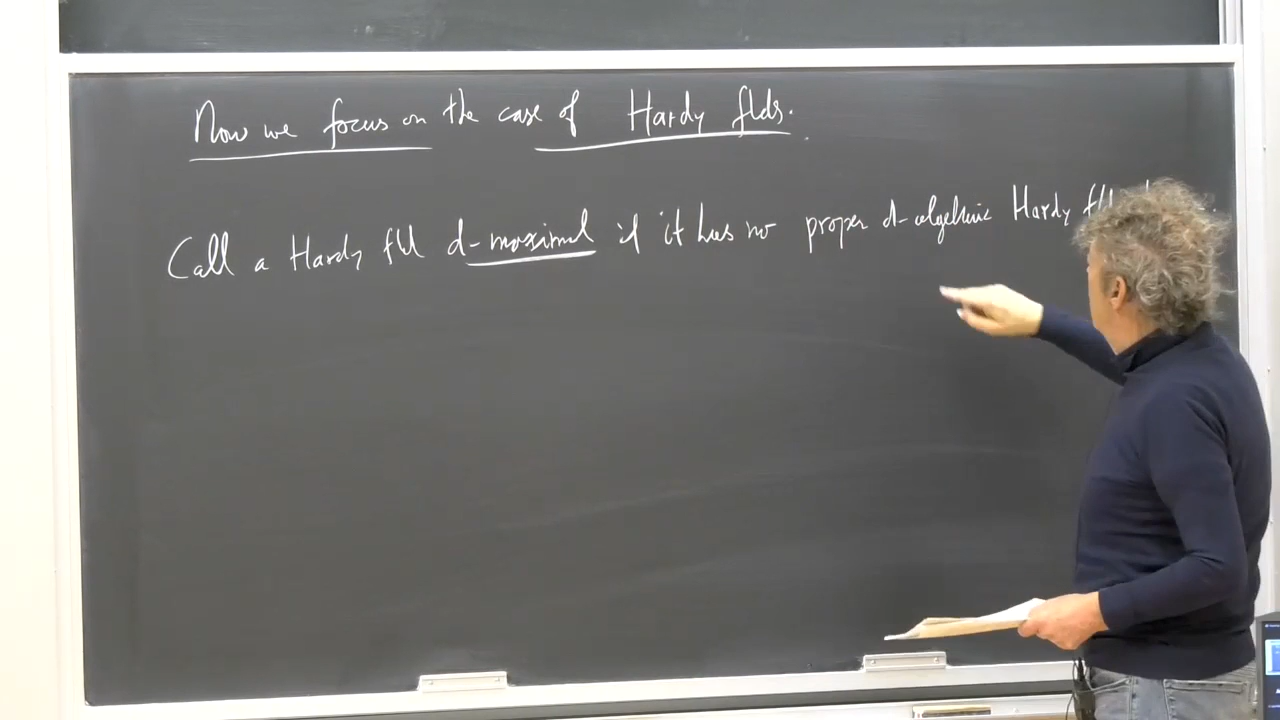 Now we focus on the case of Hardy flds.
Call a Hardy fld d-maximal if it has no proper d-algebraic Hardy